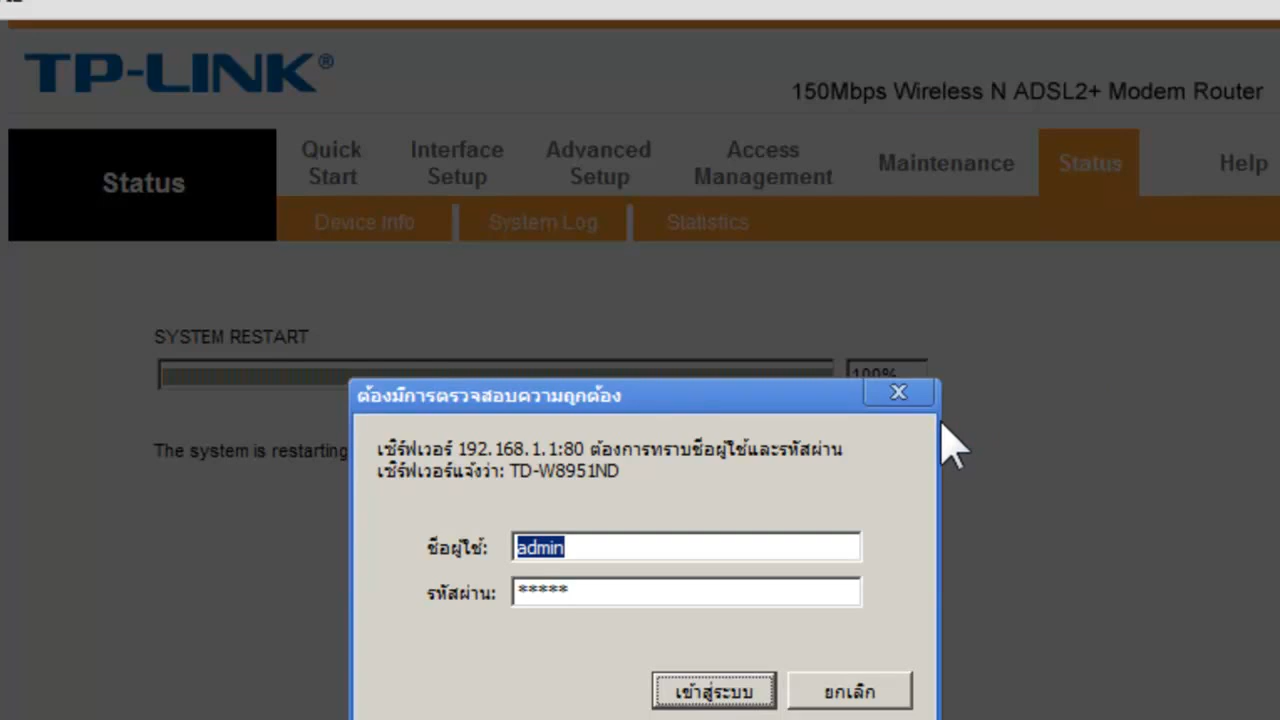 TP-LINK®
150Mbps Wireless N ADSL2+ Modem Router
Status
Quick Start
Interface Setup
Advanced Setup
Access Management
Maintenance
Status
Help
Device Info
System Log
Statistics
SYSTEM RESTART
100%
The system is restarting
ต้องมีการตรวจสอบความถูกต้อง
X
เซิร์ฟเวอร์ 192.168.1.1:80 ต้องการทราบชื่อผู้ใช้และรหัสผ่าน
เซิร์ฟเวอร์แจ้งว่า: TD-W8951ND
ชื่อผู้ใช้: admin
รหัสผ่าน: *****
เข้าสู่ระบบ
ยกเลิก